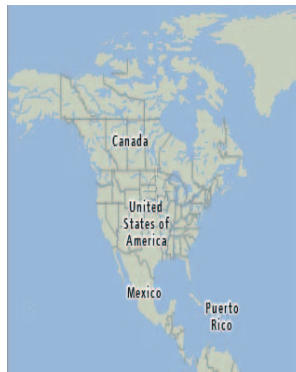 Canada
United
States of
America
Mexico
Puerto
Rico